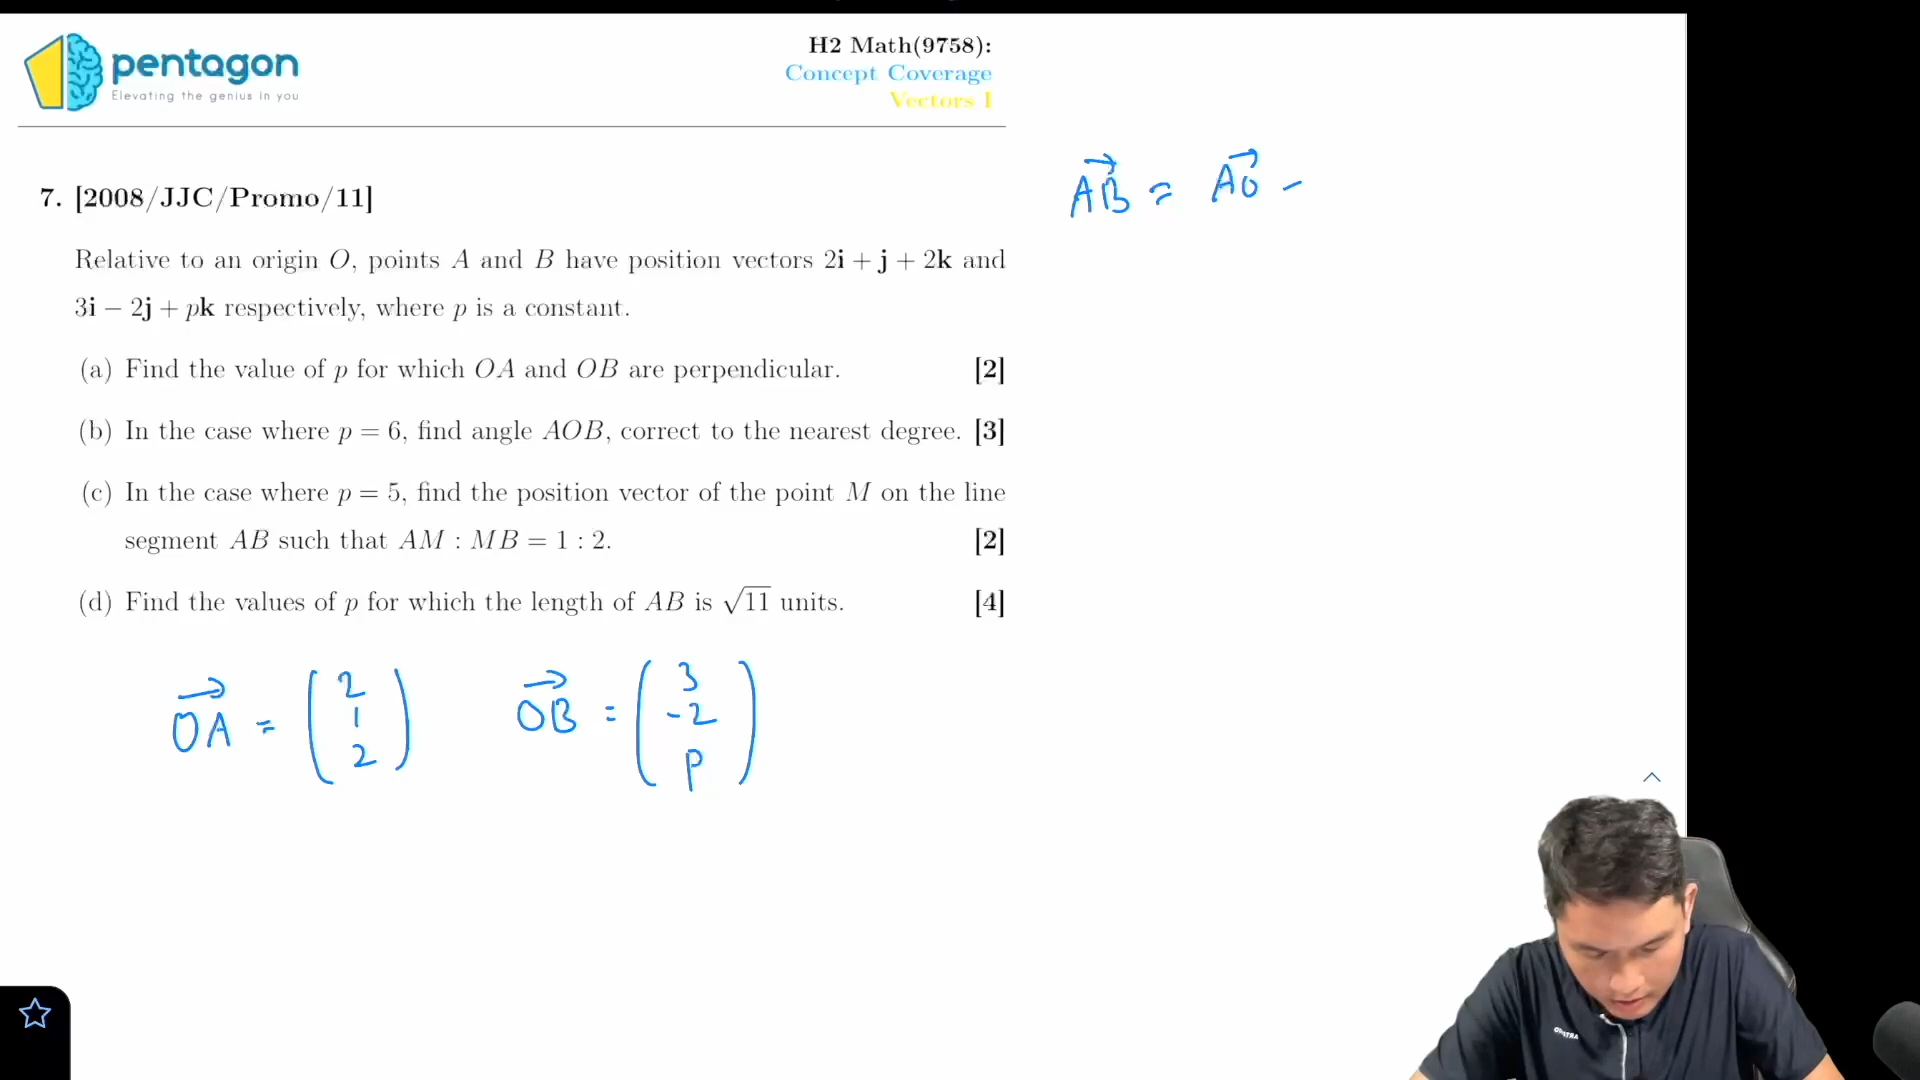 pentagon
Elevating the genius in you
H2 Math(9758):
Concept Coverage
Vectors I
7. [2008/JJC/Promo/11]
Relative to an origin O, points A and B have position vectors 2i + j + 2k and
3i − 2j + pk respectively, where p is a constant.
(a) Find the value of p for which OA and OB are perpendicular. [2]
(b) In the case where p = 6, find angle AOB, correct to the nearest degree. [3]
(c) In the case where p = 5, find the position vector of the point M on the line
segment AB such that AM : MB = 1 : 2. [2]
(d) Find the values of p for which the length of AB is √11 units. [4]
→OA = (2 1 2) →OB = (3 -2 p)
→AB = →AO -